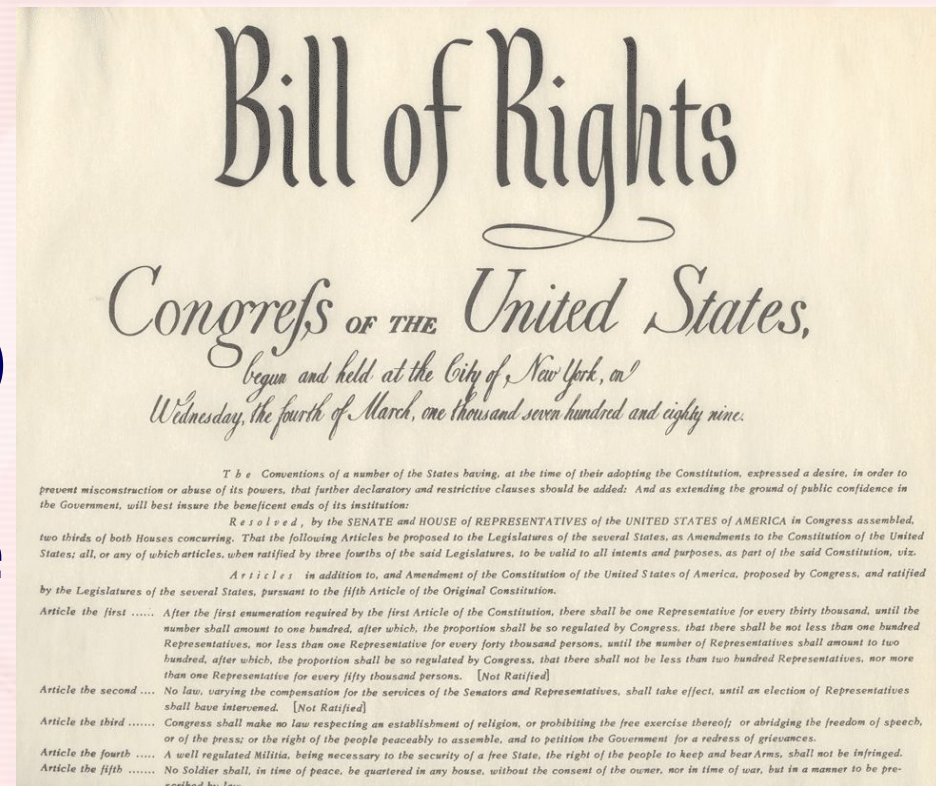 Bill of Rights
Congreſs OF THE United States,
begun and held at the City of New York, on
Wednesday, the fourth of March, one thousand seven hundred and eighty nine.
The Conventions of a number of the States having, at the time of their adopting the Constitution, expressed a desire, in order to
prevent misconstruction or abuse of its powers, that further declaratory and restrictive clauses should be added: And as extending the ground of public confidence in
the Government, will best insure the beneficent ends of its institution:
Resolved, by the SENATE and HOUSE of REPRESENTATIVES of the UNITED STATES of AMERICA in Congress assembled,
two thirds of both Houses concurring. That the following Articles be proposed to the Legislatures of the several States, as Amendments to the Constitution of the United
States; all, or any of which articles, when ratified by three fourths of the said Legislatures, to be valid to all intents and purposes, as part of the said Constitution, viz.
Articles in addition to, and Amendment of the Constitution of the United States of America, proposed by Congress, and ratified
by the Legislatures of the several States, pursuant to the fifth Article of the Original Constitution.
Article the first ...... After the first enumeration required by the first Article of the Constitution, there shall be one Representative for every thirty thousand, until the
number shall amount to one hundred, after which, the proportion shall be so regulated by Congress, that there shall be not less than one hundred
Representatives, nor less than one Representative for every forty thousand persons, until the number of Representatives shall amount to two
hundred, after which, the proportion shall be so regulated by Congress, that there shall not be less than two hundred Representatives, nor more
than one Representative for every fifty thousand persons. [Not Ratified]
Article the second .... No law, varying the compensation for the services of the Senators and Representatives, shall take effect, until an election of Representatives
shall have intervened. [Not Ratified]
Article the third ....... Congress shall make no law respecting an establishment of religion, or prohibiting the free exercise thereof; or abridging the freedom of speech,
or of the press; or the right of the people peaceably to assemble, and to petition the Government for a redress of grievances.
Article the fourth ..... A well regulated Militia, being necessary to the security of a free State, the right of the people to keep and bear Arms, shall not be infringed.
Article the fifth ....... No Soldier shall, in time of peace, be quartered in any house, without the consent of the owner, nor in time of war, but in a manner to be pre-
scribed by law.